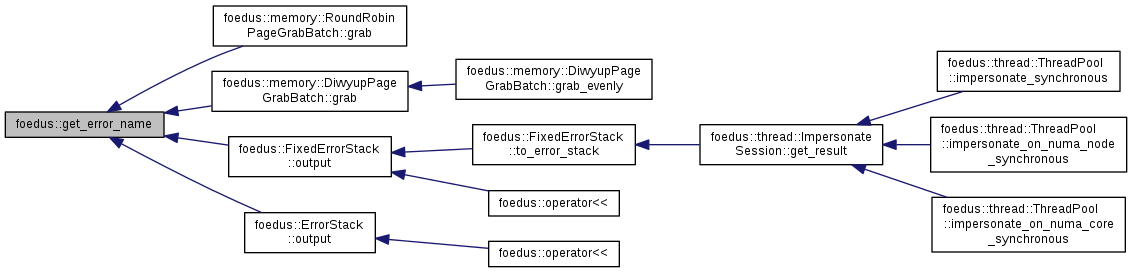 foedus::memory::RoundRobin
PageGrabBatch::grab
foedus::memory::DivvyupPage
GrabBatch::grab
foedus::memory::DivvyupPage
GrabBatch::grab_evenly
foedus::thread::ThreadPool
::impersonate_synchronous
foedus::get_error_name
foedus::FixedErrorStack
::output
foedus::FixedErrorStack
::to_error_stack
foedus::thread::Impersonate
Session::get_result
foedus::thread::ThreadPool
::impersonate_on_numa_node
_synchronous
foedus::operator<<
foedus::ErrorStack
::output
foedus::operator<<
foedus::thread::ThreadPool
::impersonate_on_numa_core
_synchronous